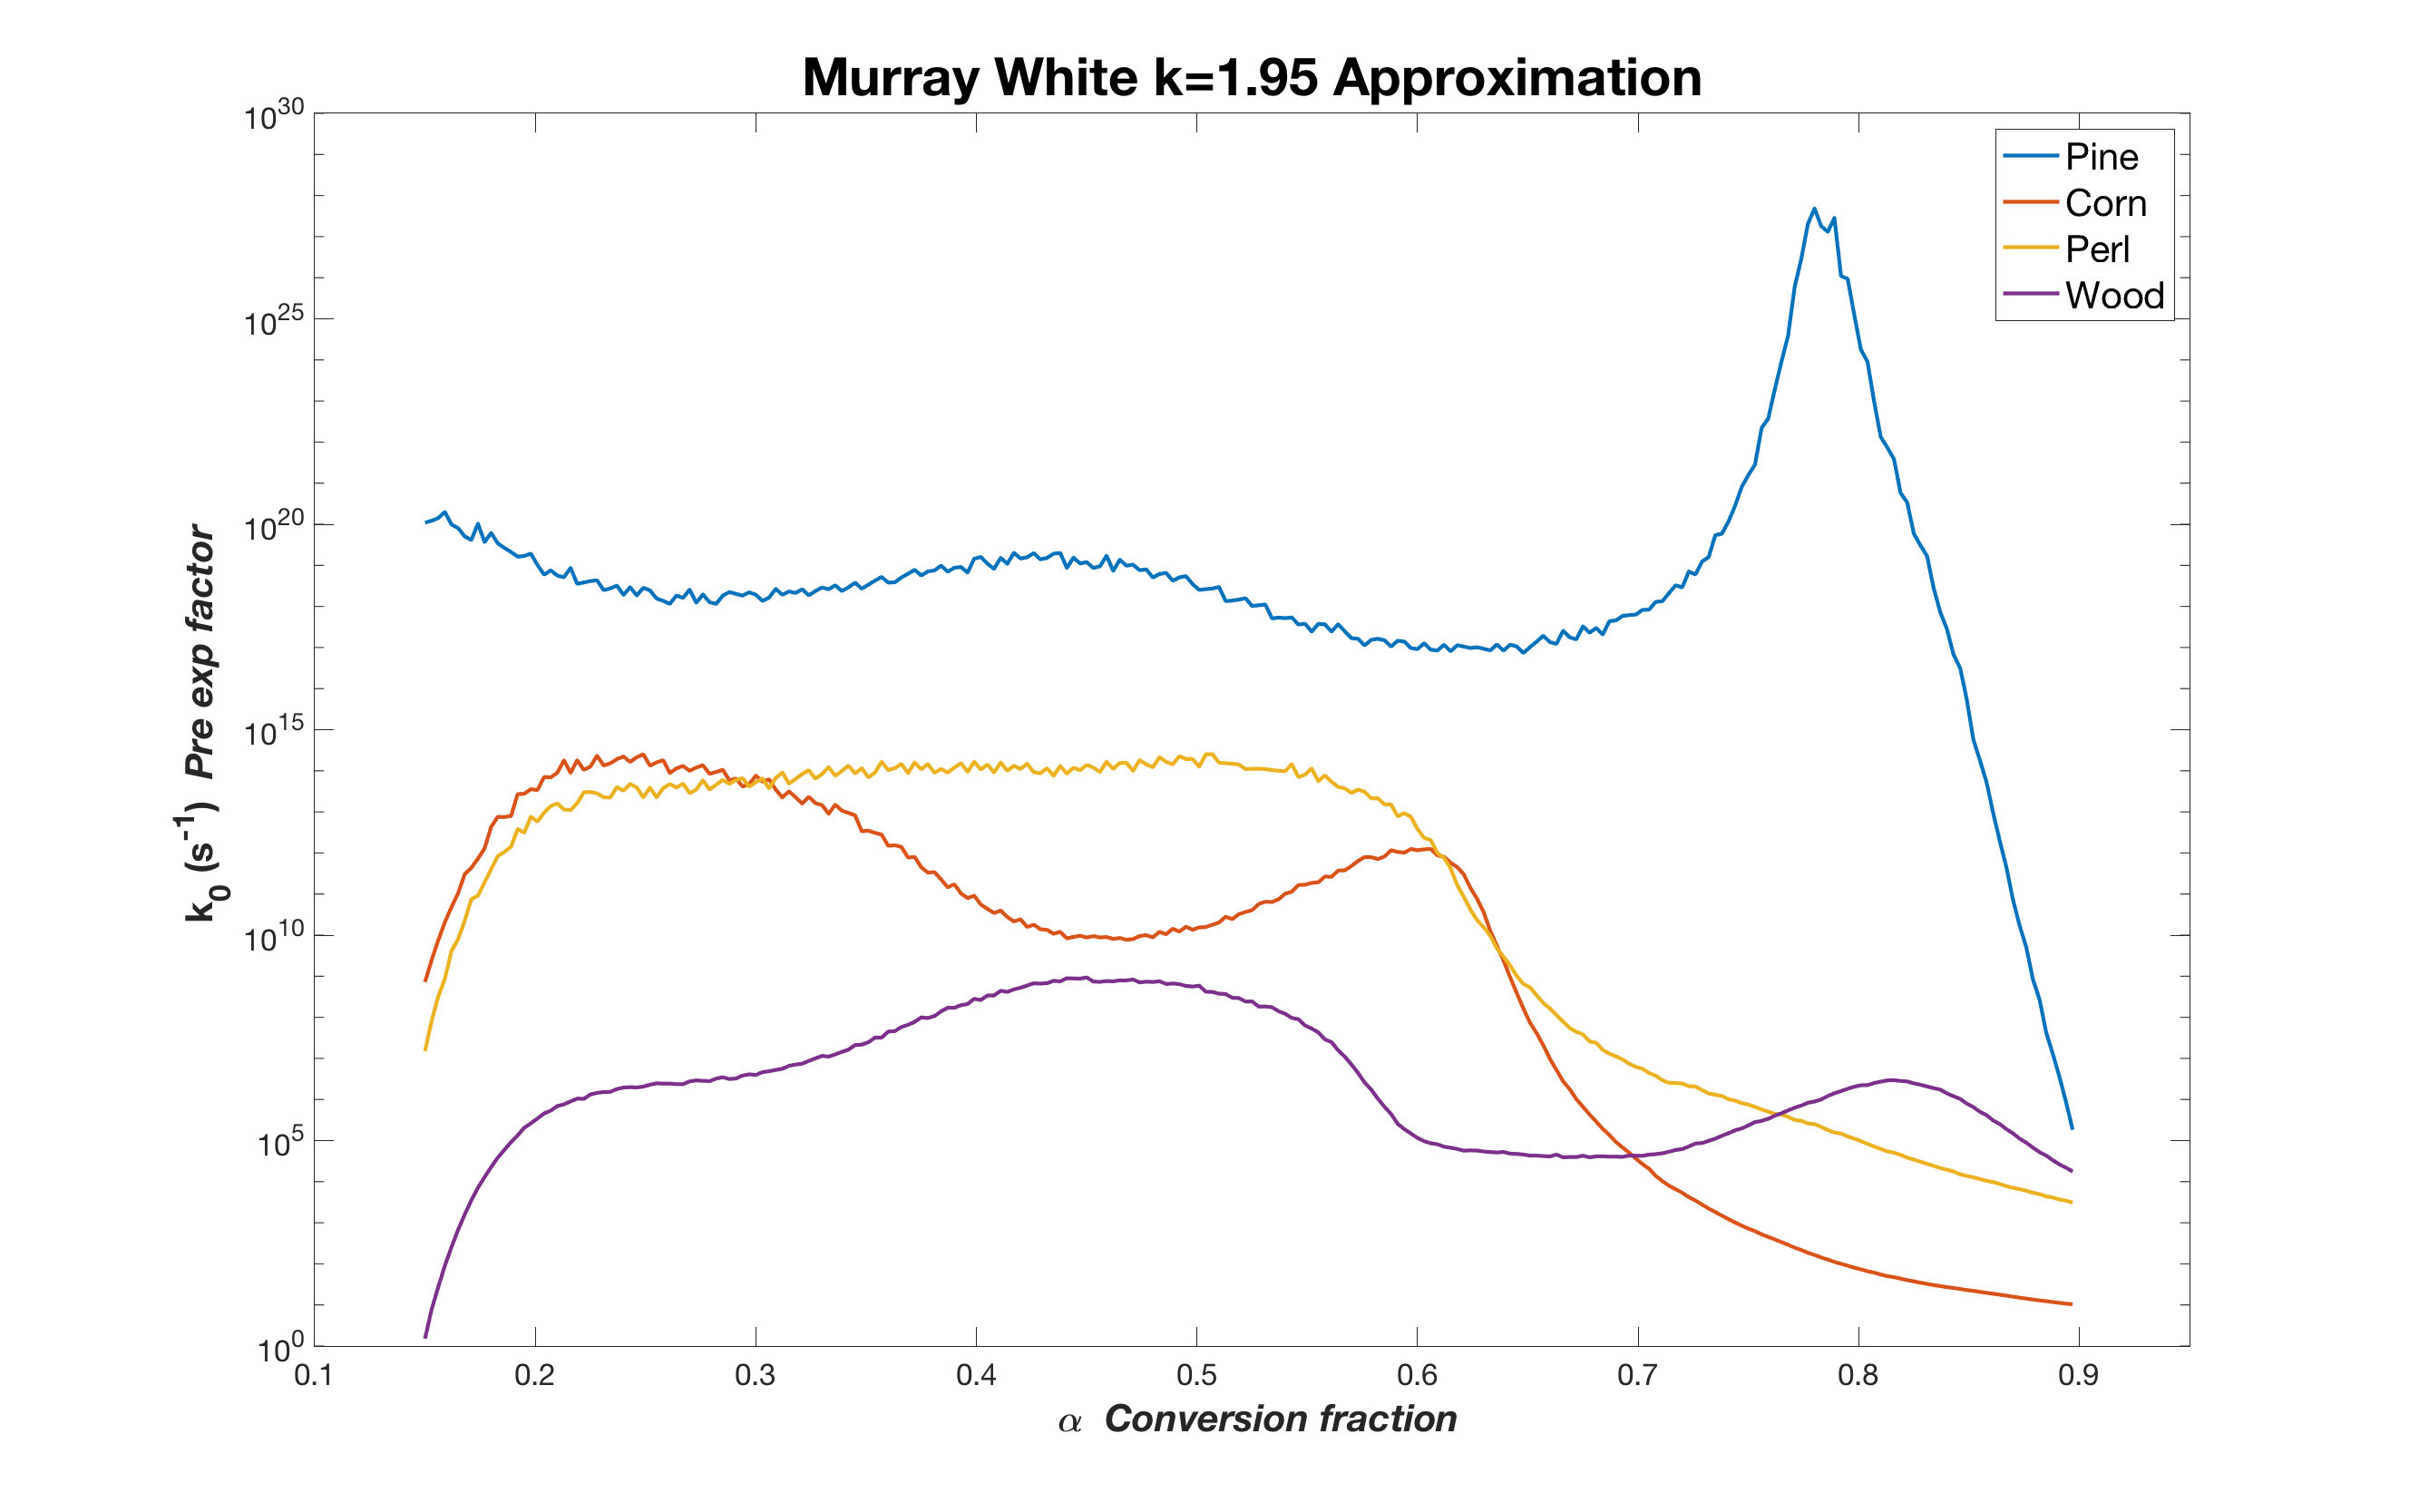 Murray White k=1.95 Approximation
10^30
10^25
10^20
10^15
10^10
10^5
10^0
k_0 (s^-1) Pre exp factor
Pine
Corn
Perl
Wood
0.1 0.2 0.3 0.4 0.5 0.6 0.7 0.8 0.9
α Conversion fraction